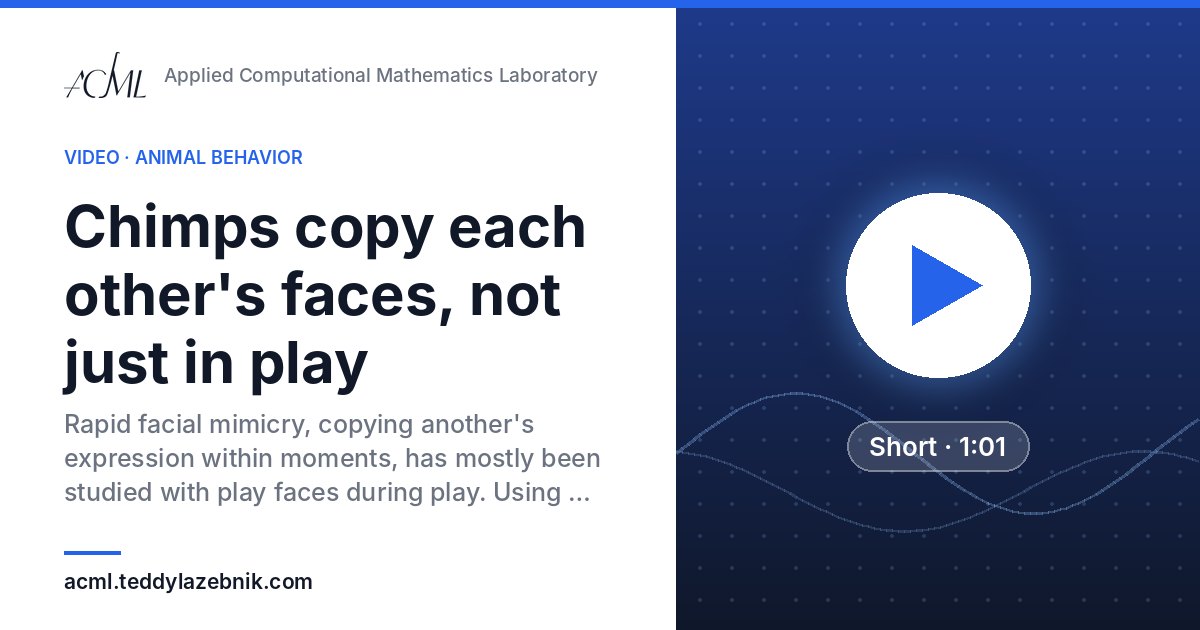 ACML Applied Computational Mathematics Laboratory
VIDEO · ANIMAL BEHAVIOR
Chimps copy each
other's faces, not
just in play
Rapid facial mimicry, copying another's
expression within moments, has mostly been
studied with play faces during play. Using ...
acml.teddylazebnik.com
Short · 1:01